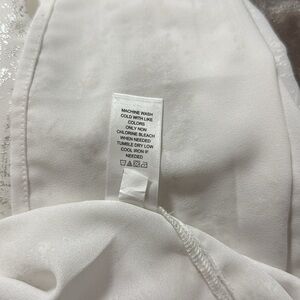 MACHINE WASH
COLD WITH LIKE
COLORS
ONLY NON
CHLORINE BLEACH
WHEN NEEDED
TUMBLE DRY LOW
COOL IRON IF
NEEDED